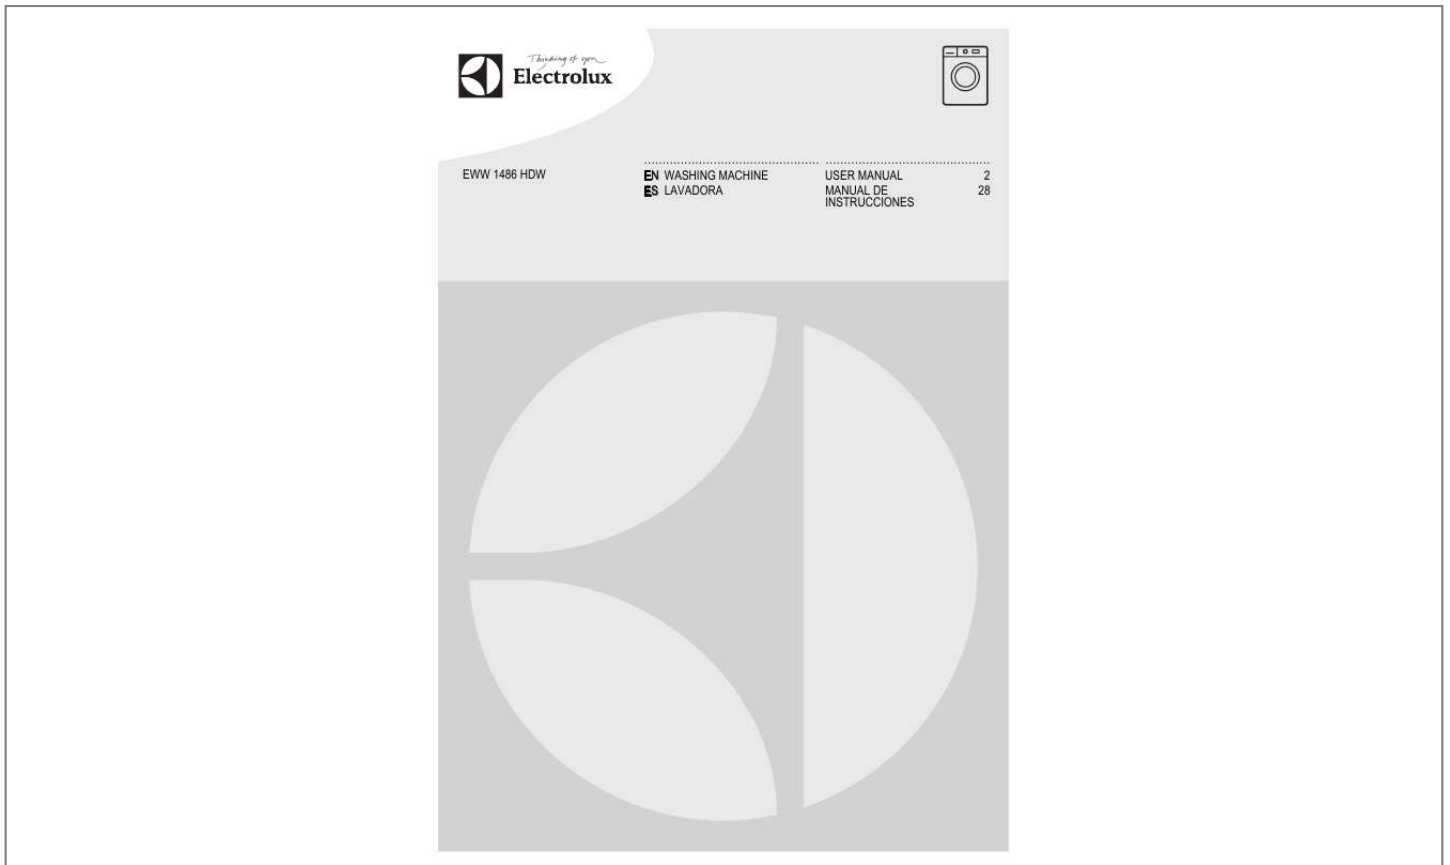 Thinking of you
Electrolux
EWW 1486 HDW
EN WASHING MACHINE USER MANUAL 2
ES LAVADORA MANUAL DE 28
INSTRUCCIONES